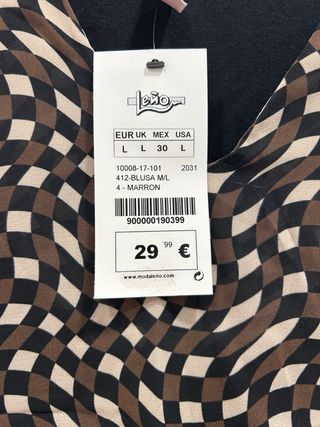 Leño
EUR UK MEX USA
L L 30 L
10008-17-101 2031
412-BLUSA M/L
4 - MARRON
900000190399
29 '99 €
www.modaleno.com